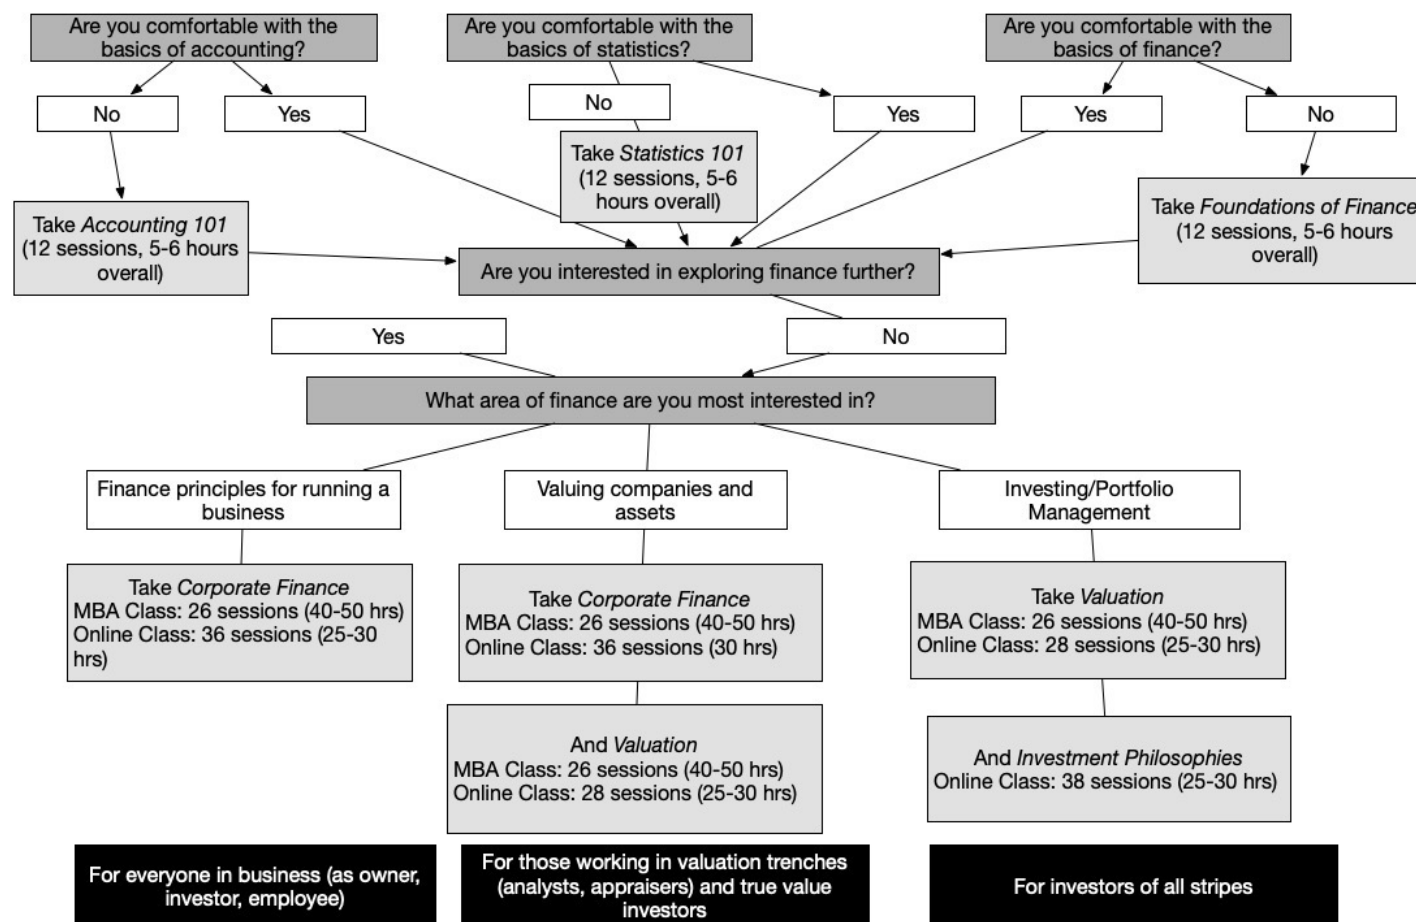 Are you comfortable with the
basics of accounting?
Are you comfortable with the
basics of statistics?
Are you comfortable with the
basics of finance?
No
Yes
No
Yes
Yes
No
Take Statistics 101
(12 sessions, 5-6
hours overall)
Take Accounting 101
(12 sessions, 5-6 hours
overall)
Take Foundations of Finance
(12 sessions, 5-6 hours
overall)
Are you interested in exploring finance further?
Yes
No
What area of finance are you most interested in?
Finance principles for running a
business
Valuing companies and
assets
Investing/Portfolio
Management
Take Corporate Finance
MBA Class: 26 sessions (40-50 hrs)
Online Class: 36 sessions (25-30
hrs)
Take Corporate Finance
MBA Class: 26 sessions (40-50 hrs)
Online Class: 36 sessions (30 hrs)
Take Valuation
MBA Class: 26 sessions (40-50 hrs)
Online Class: 28 sessions (25-30 hrs)
And Valuation
MBA Class: 26 sessions (40-50 hrs)
Online Class: 28 sessions (25-30 hrs)
And Investment Philosophies
Online Class: 38 sessions (25-30 hrs)
For everyone in business (as owner,
investor, employee)
For those working in valuation trenches
(analysts, appraisers) and true value
investors
For investors of all stripes